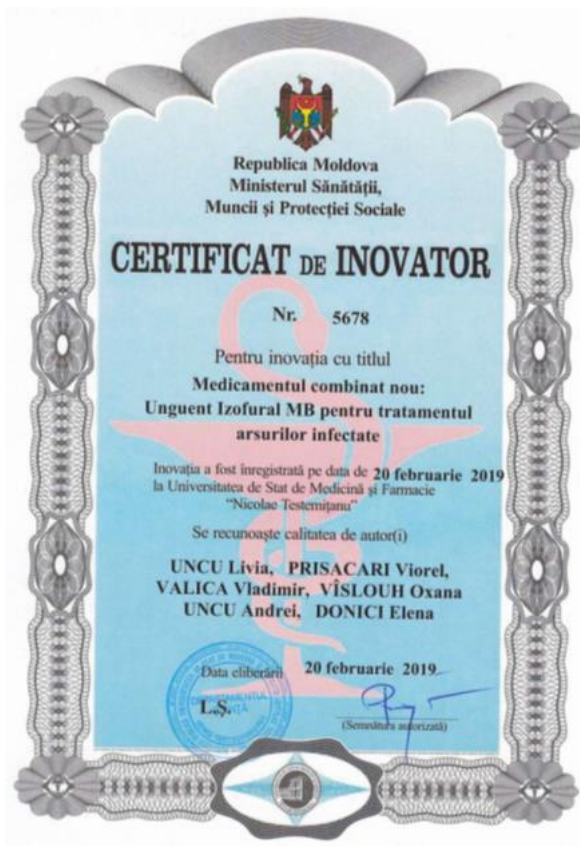 Republica Moldova
Ministerul Sănătății,
Muncii și Protecției Sociale
CERTIFICAT DE INOVATOR
Nr. 5678
Pentru inovația cu titlul
Medicamentul combinat nou:
Unguent Izofural MB pentru tratamentul
arsurilor infectate
Inovația a fost înregistrată pe data de 20 februarie 2019
la Universitatea de Stat de Medicină și Farmacie
“Nicolae Testemițanu”
Se recunoaște calitatea de autor(i)
UNCU Livia, PRISACARI Viorel,
VALICA Vladimir, VÎSLOUH Oxana
UNCU Andrei, DONICI Elena
Data eliberării 20 februarie 2019
L.Ș.
(Semnătura autorizată)